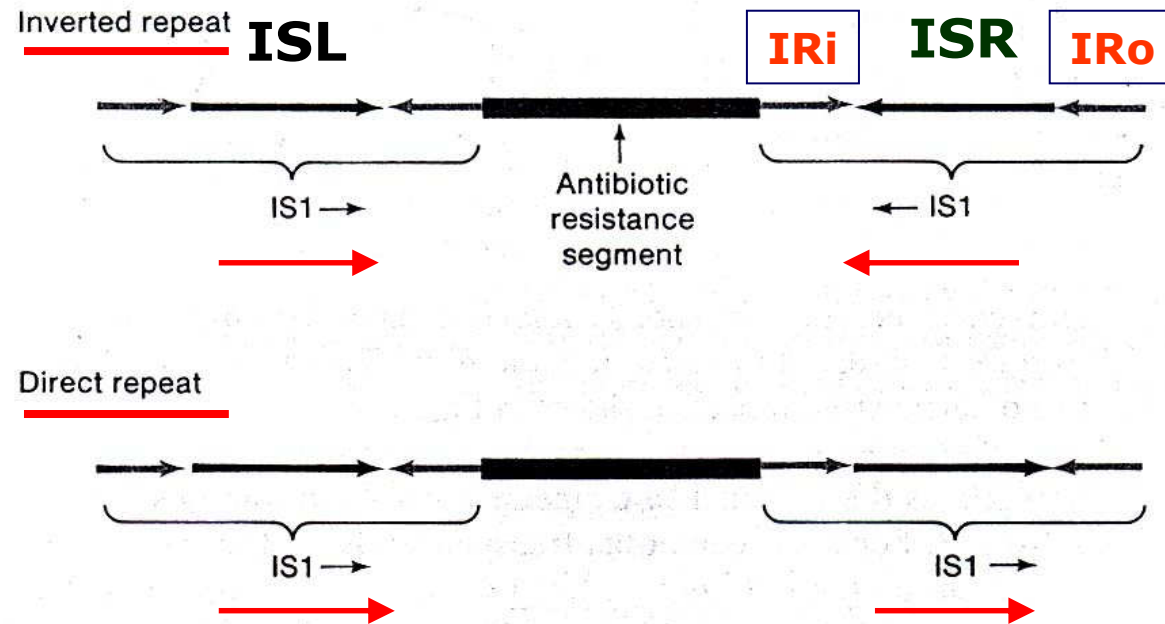 Inverted repeat ISL IRi ISR IRo
IS1 Antibiotic IS1
resistance
segment
Direct repeat
IS1 IS1